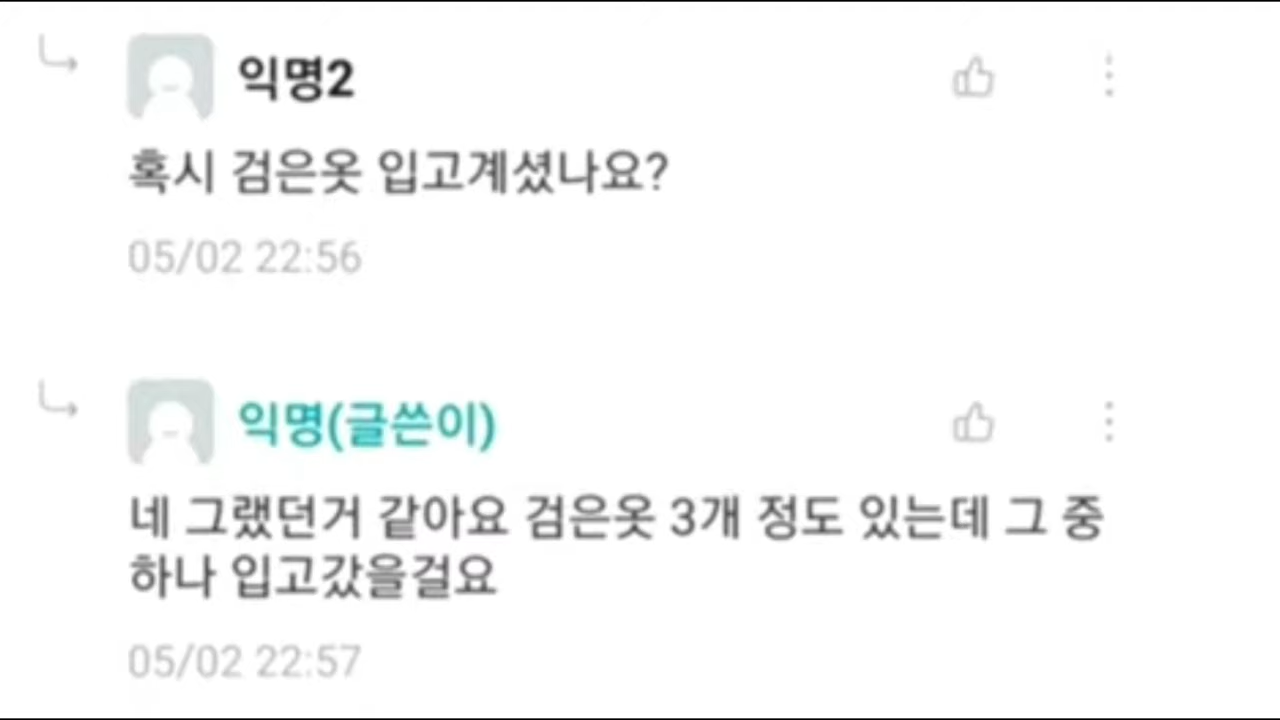 익명2
혹시 검은옷 입고계셨나요?
05/02 22:56
익명(글쓴이)
네 그랬던거 같아요 검은옷 3개 정도 있는데 그 중
하나 입고갔을걸요
05/02 22:57